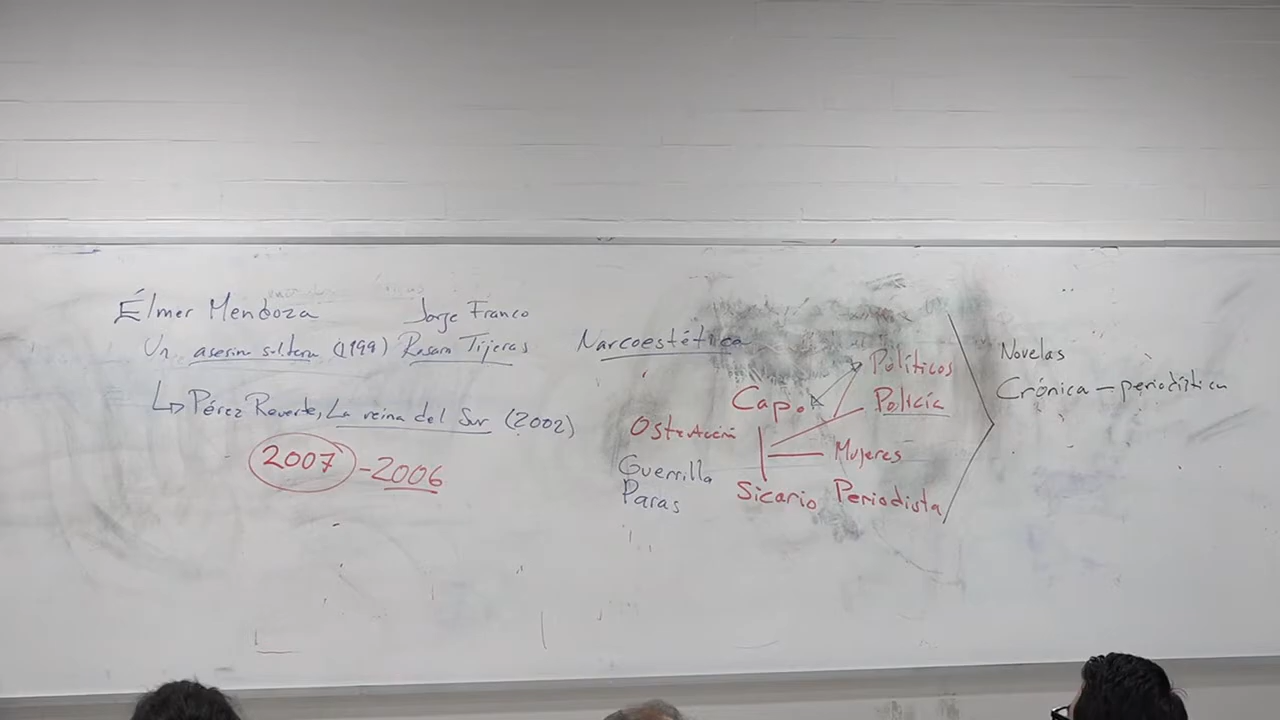 Élmer Mendoza
Jorge Franco
Un asesino solitario (1999) Rosario Tijeras
Pérez Reverte, La reina del Sur (2002)
2007 - 2006
Narcoestética
Políticos
Capo
Policía
Ostentación
Mujeres
Guerrilla
Paras
Sicario Periodista
Novelas
Crónica - periodística